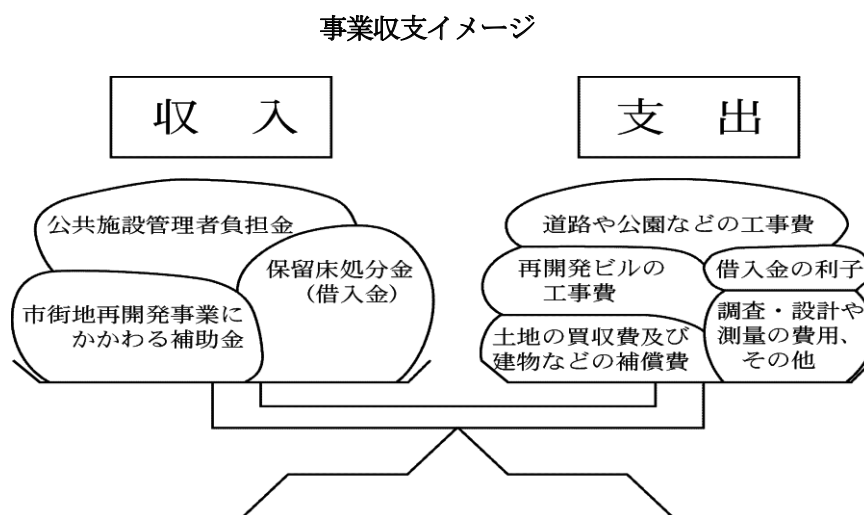 事業収支イメージ
収 入
公共施設管理者負担金
保留床処分金
(借入金)
市街地再開発事業に
かかわる補助金
支 出
道路や公園などの工事費
再開発ビルの
工事費
借入金の利子
土地の買収費及び
建物などの補償費
調査・設計や
測量の費用、
その他